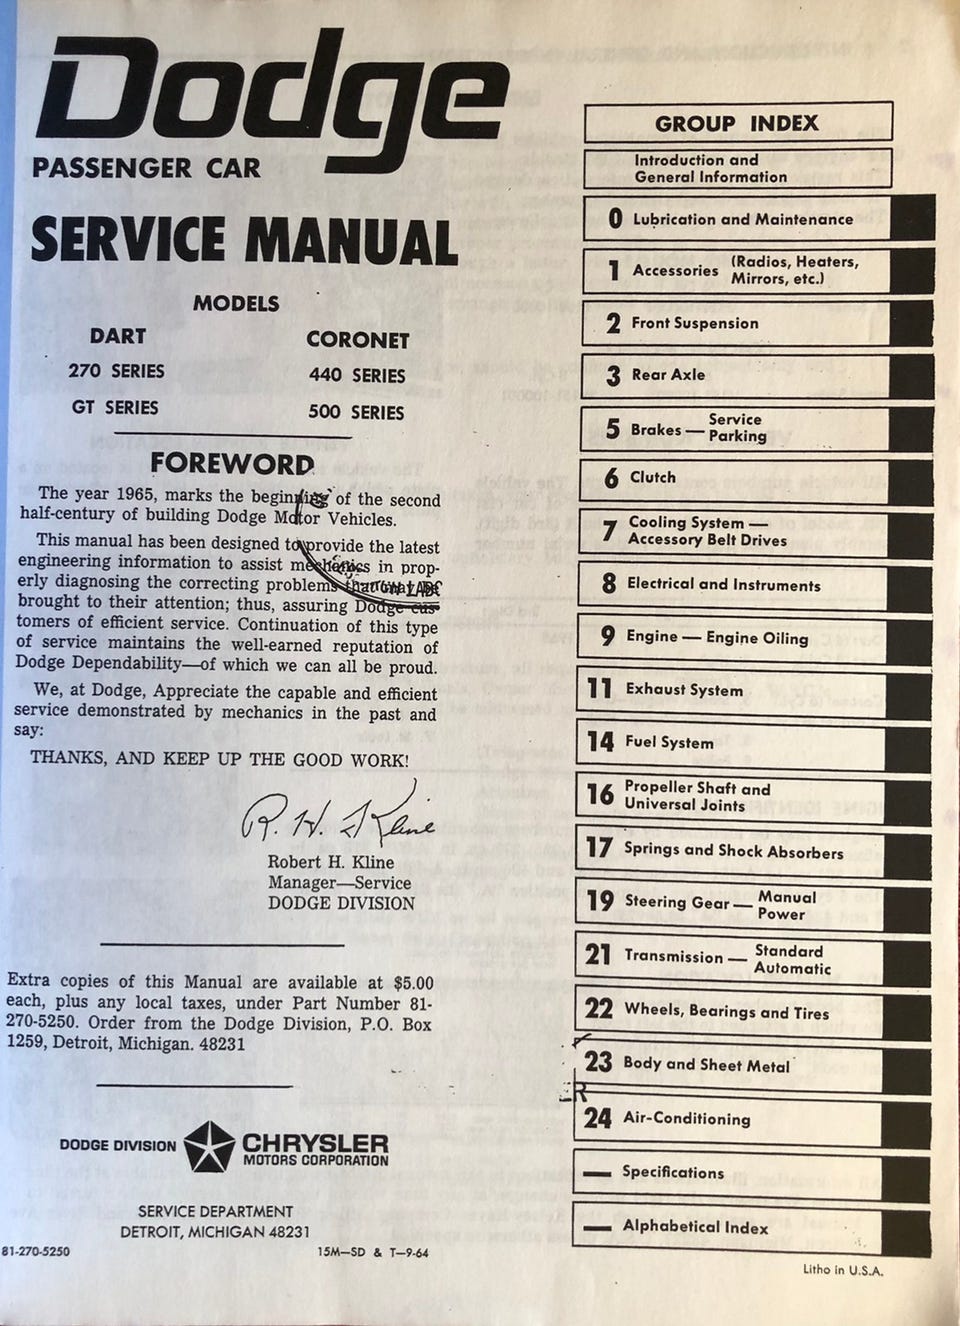 Dodge
PASSENGER CAR
SERVICE MANUAL
MODELS
DART
270 SERIES
GT SERIES
CORONET
440 SERIES
500 SERIES
FOREWORD
The year 1965, marks the beginning of the second
half-century of building Dodge Motor Vehicles.
This manual has been designed to provide the latest
engineering information to assist mechanics in prop-
erly diagnosing the correcting problems that may be
brought to their attention; thus, assuring Dodge cus-
tomers of efficient service. Continuation of this type
of service maintains the well-earned reputation of
Dodge Dependability—of which we can all be proud.
We, at Dodge, Appreciate the capable and efficient
service demonstrated by mechanics in the past and
say:
THANKS, AND KEEP UP THE GOOD WORK!
R. H. Kline
Robert H. Kline
Manager—Service
DODGE DIVISION
Extra copies of this Manual are available at $5.00
each, plus any local taxes, under Part Number 81-
270-5250. Order from the Dodge Division, P.O. Box
1259, Detroit, Michigan. 48231
DODGE DIVISION CHRYSLER
MOTORS CORPORATION
SERVICE DEPARTMENT
DETROIT, MICHIGAN 48231
81-270-5250
15M—SD & T—9-64
GROUP INDEX
Introduction and
General Information
0 Lubrication and Maintenance
1 Accessories (Radios, Heaters,
Mirrors, etc.)
2 Front Suspension
3 Rear Axle
5 Brakes — Service
Parking
6 Clutch
7 Cooling System —
Accessory Belt Drives
8 Electrical and Instruments
9 Engine — Engine Oiling
11 Exhaust System
14 Fuel System
16 Propeller Shaft and
Universal Joints
17 Springs and Shock Absorbers
19 Steering Gear — Manual
Power
21 Transmission — Standard
Automatic
22 Wheels, Bearings and Tires
23 Body and Sheet Metal
24 Air-Conditioning
— Specifications
— Alphabetical Index
Litho in U.S.A.